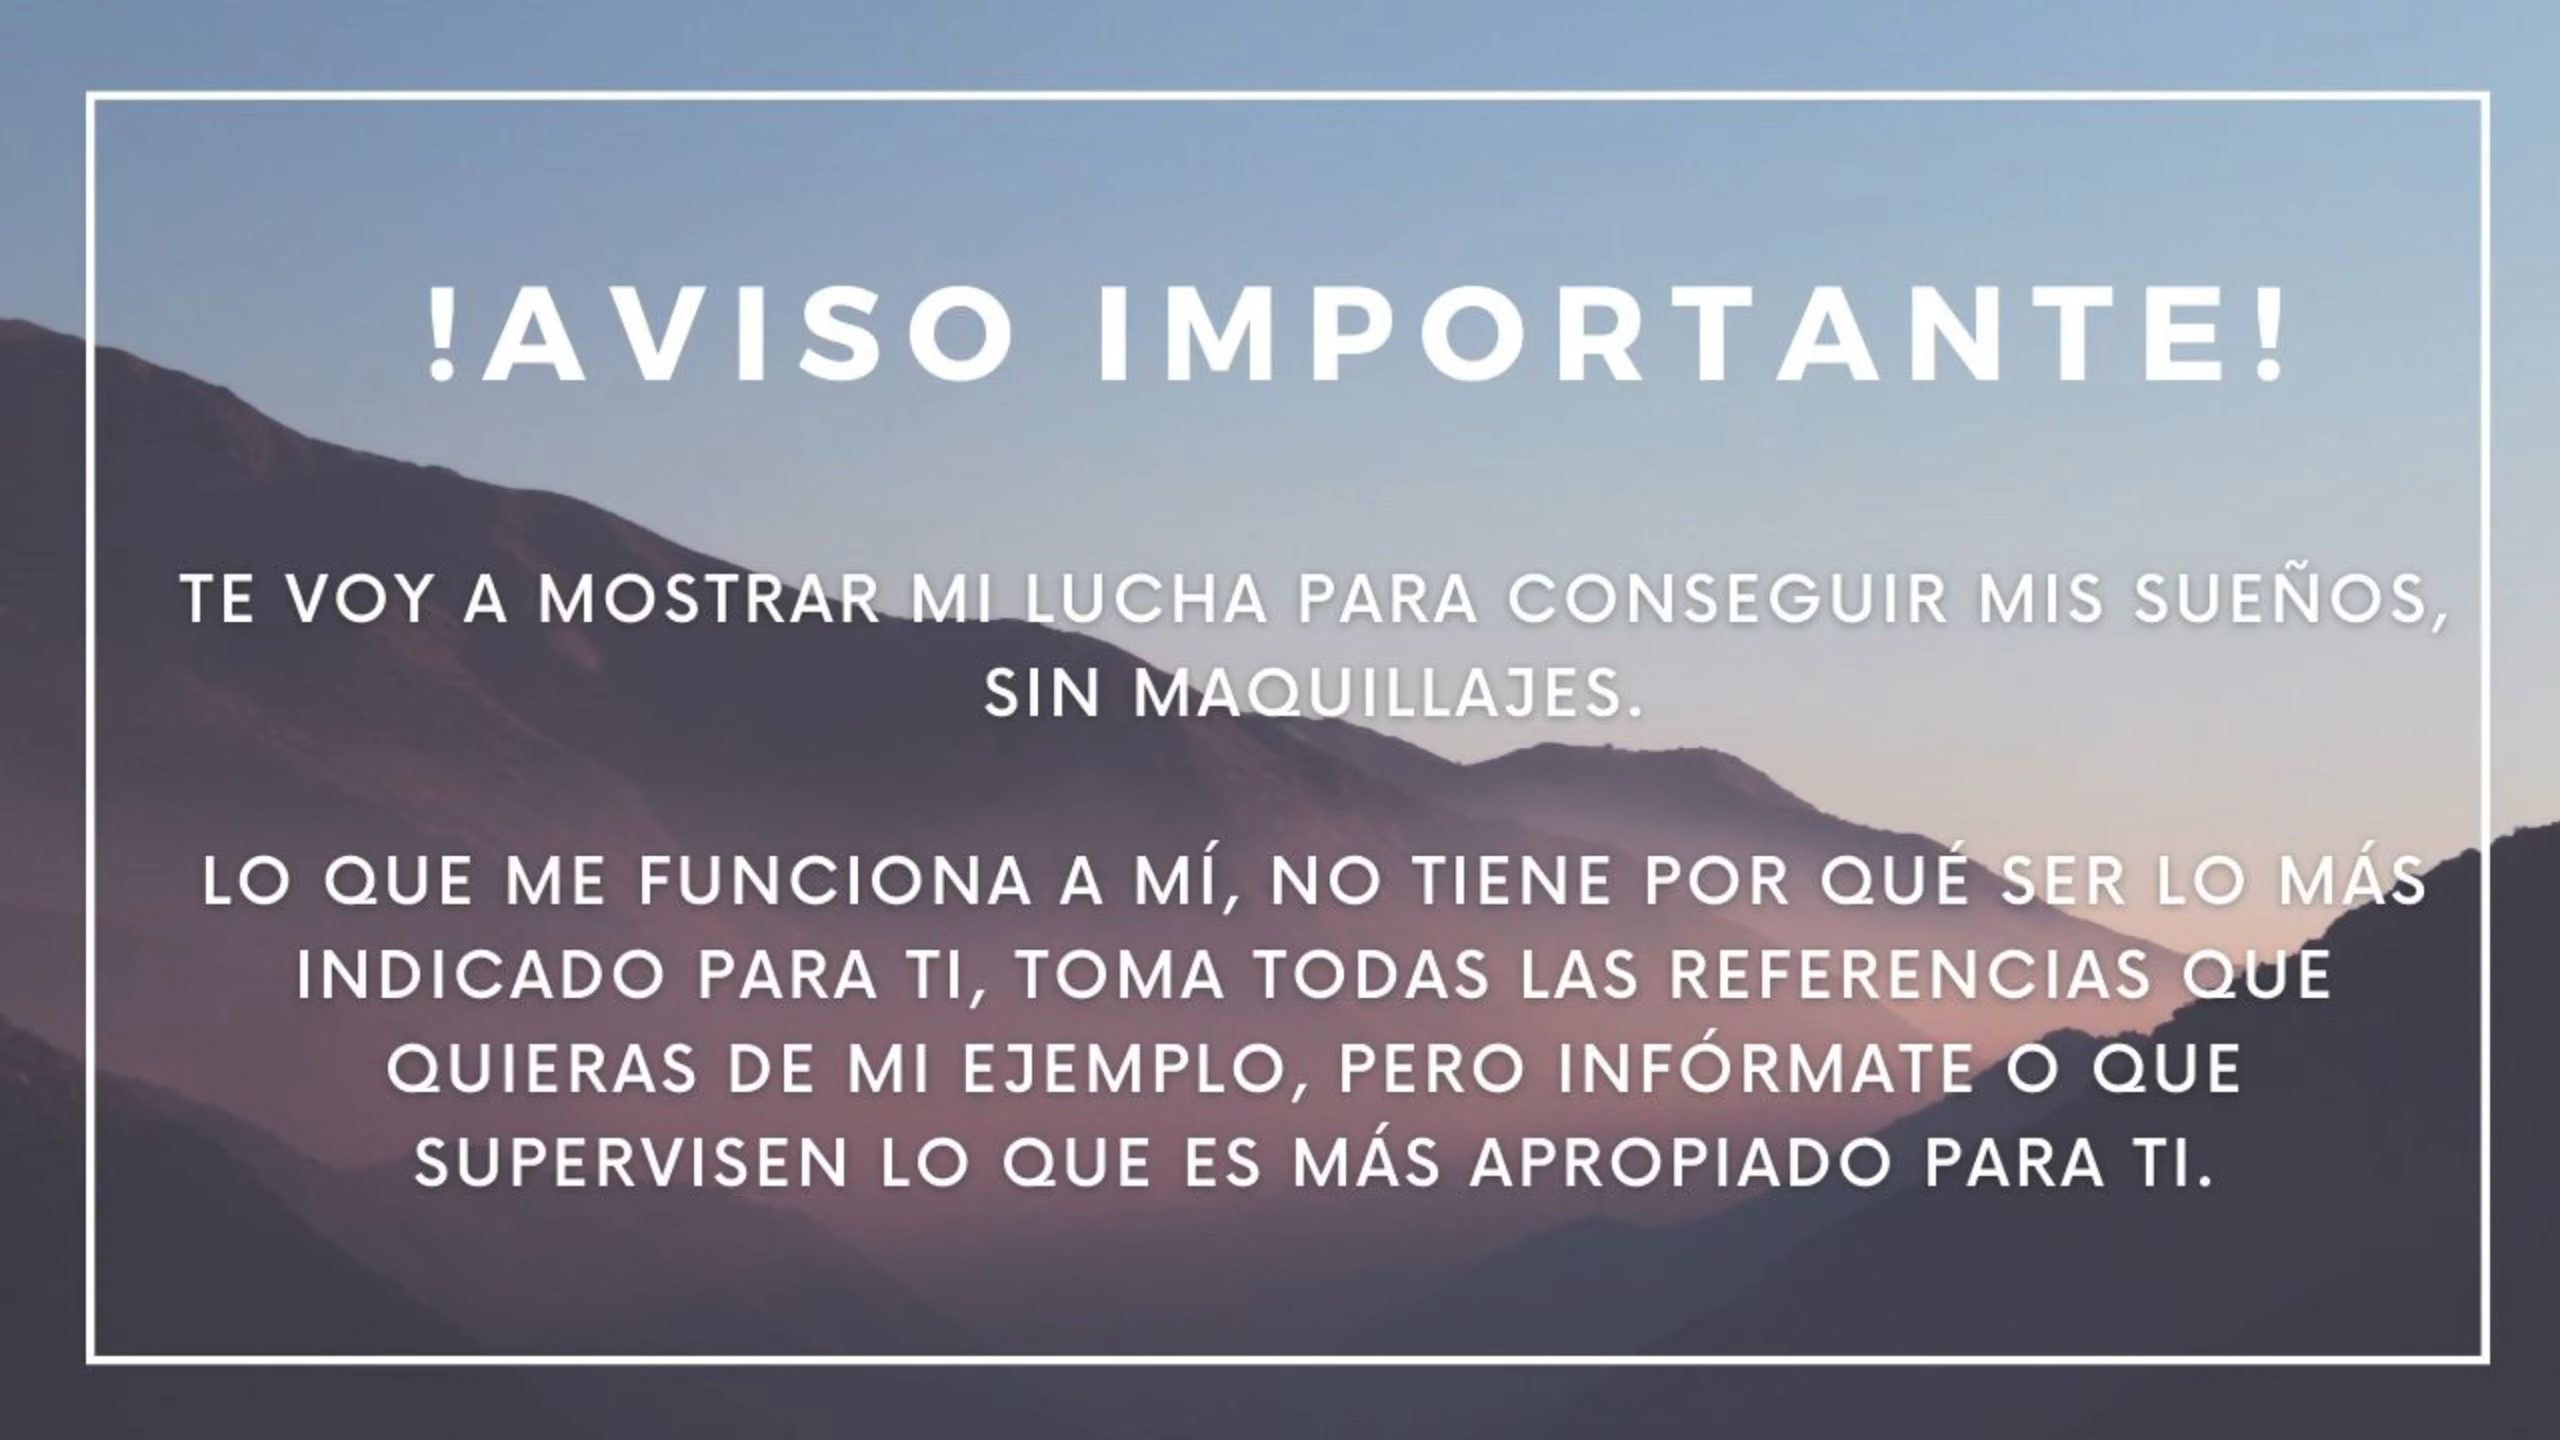 !AVISO IMPORTANTE!
TE VOY A MOSTRAR MI LUCHA PARA CONSEGUIR MIS SUEÑOS,
SIN MAQUILLAJES.
LO QUE ME FUNCIONA A MÍ, NO TIENE POR QUÉ SER LO MÁS
INDICADO PARA TI, TOMA TODAS LAS REFERENCIAS QUE
QUIERAS DE MI EJEMPLO, PERO INFÓRMATE O QUE
SUPERVISEN LO QUE ES MÁS APROPIADO PARA TI.